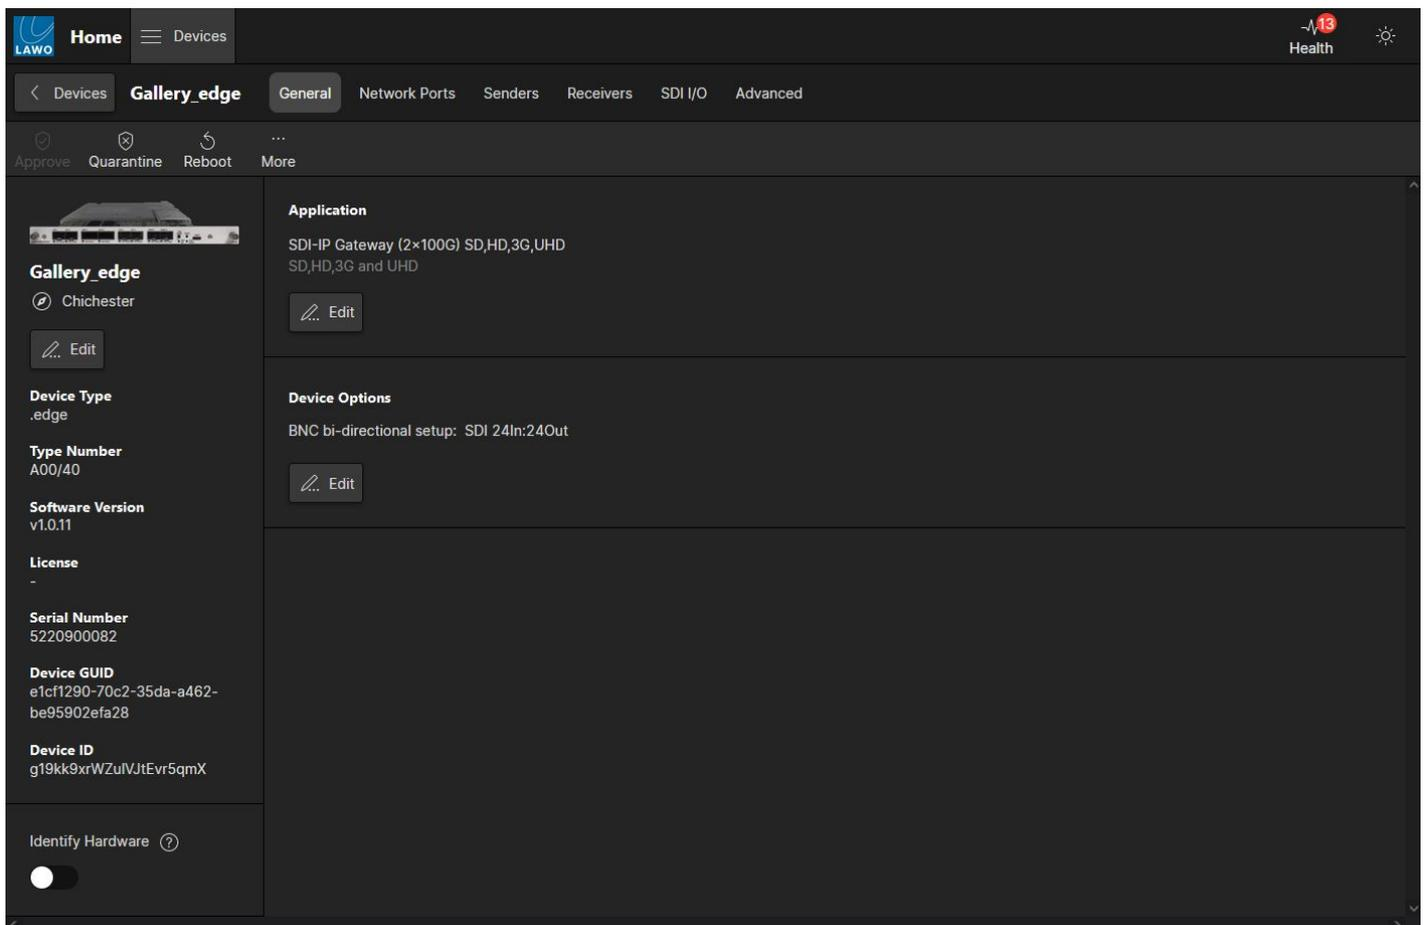 LAWO
Home
Devices
13
Health
Devices
Gallery_edge
General
Network Ports
Senders
Receivers
SDI I/O
Advanced
Approve
Quarantine
Reboot
More
Gallery_edge
Chichester
Edit
Device Type
.edge
Type Number
A00/40
Software Version
v1.0.11
License
-
Serial Number
5220900082
Device GUID
e1cf1290-70c2-35da-a462-
be95902efa28
Device ID
g19kk9xrWZulVJtEvr5qmX
Identify Hardware
Application
SDI-IP Gateway (2×100G) SD,HD,3G,UHD
SD,HD,3G and UHD
Edit
Device Options
BNC bi-directional setup: SDI 24In:24Out
Edit